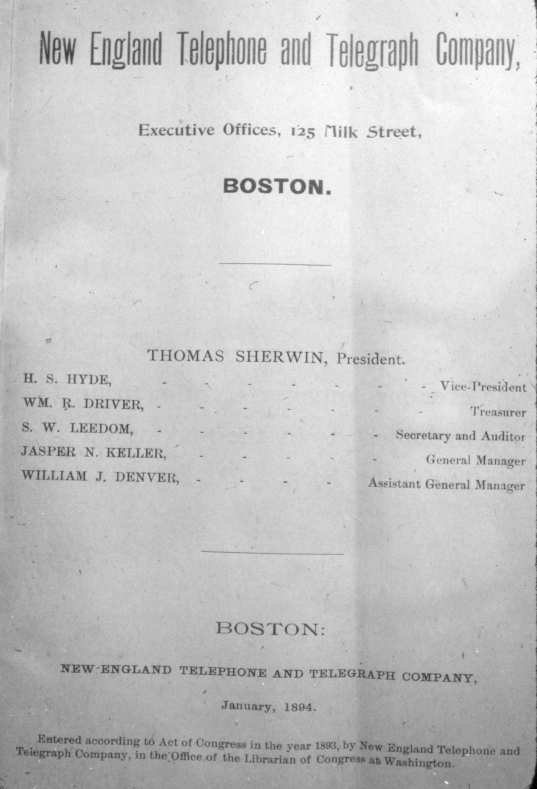 New England Telephone and Telegraph Company,
Executive Offices, 125 Milk Street,
BOSTON.
THOMAS SHERWIN, President.
H. S. HYDE, - - - - - - - Vice-President
WM. R. DRIVER, - - - - - - - Treasurer
S. W. LEEDOM, - - - - - - Secretary and Auditor
JASPER N. KELLER, - - - - - General Manager
WILLIAM J. DENVER, - - - - Assistant General Manager
BOSTON:
NEW ENGLAND TELEPHONE AND TELEGRAPH COMPANY,
January, 1894.
Entered according to Act of Congress in the year 1893, by New England Telephone and
Telegraph Company, in the Office of the Librarian of Congress at Washington.